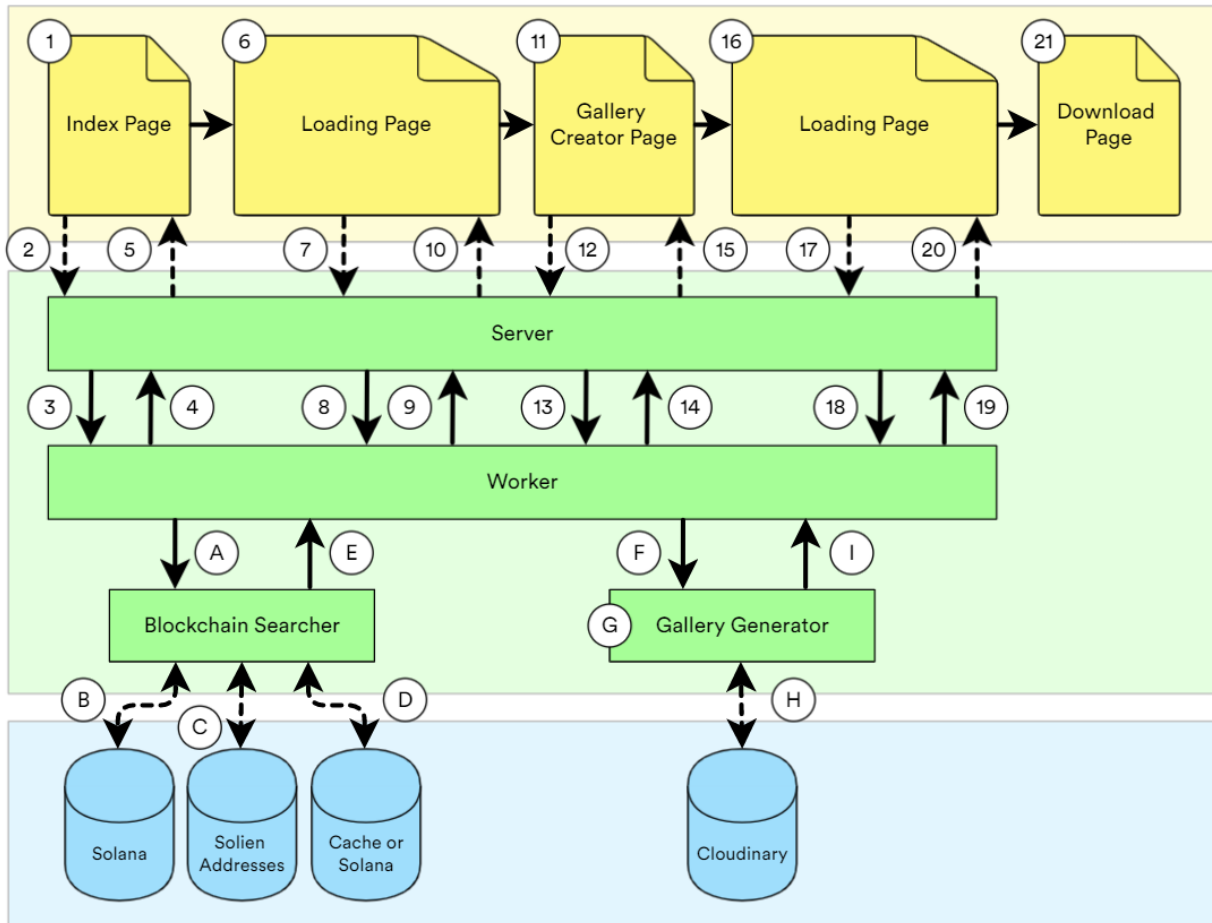 1
6
11
16
21
Index Page
Loading Page
Gallery
Creator Page
Loading Page
Download
Page
2
5
7
10
12
15
17
20
Server
3
4
8
9
13
14
18
19
Worker
A
E
F
I
Blockchain Searcher
G
Gallery Generator
B
C
D
H
Solana
Solien
Addresses
Cache or
Solana
Cloudinary